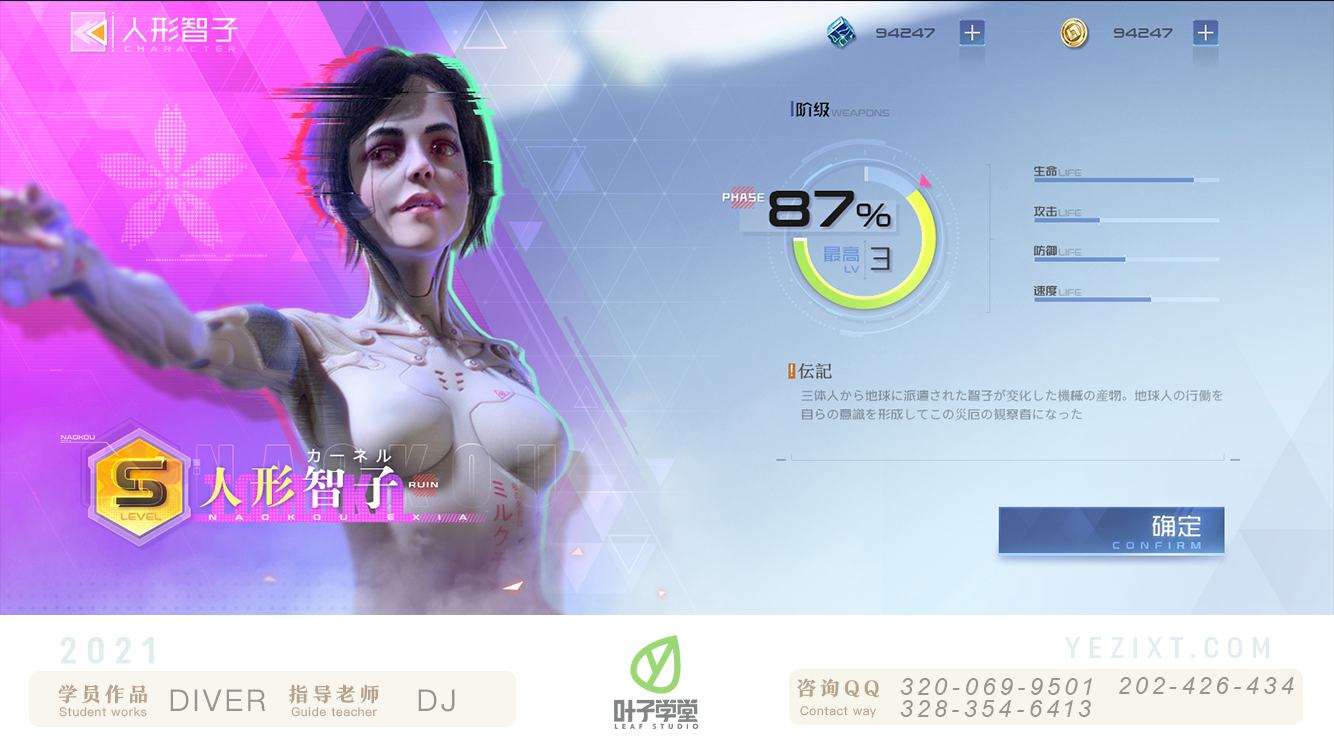 人形智子
CHARACTER
94247
94247
阶级 WEAPONS
PHASE
87%
最高
LV
3
生命 LIFE
攻击 LIFE
防御 LIFE
速度 LIFE
伝記
三体人から地球に派遣された智子が変化した機械の産物。地球人の行働を
自らの意識を形成してこの災厄の観察者になった
NAOKOU
NAOKOU
S
LEVEL
カーネル
人形智子
RUIN
NAOKOU EXIA
ミルク
确定
CONFIRM
2021
YEZIXT.COM
学员作品 DIVER 指导老师 DJ
Student works Guide teacher
叶子学堂
LEAF STUDIO
咨询QQ 320-069-9501 202-426-434
Contact way 328-354-6413